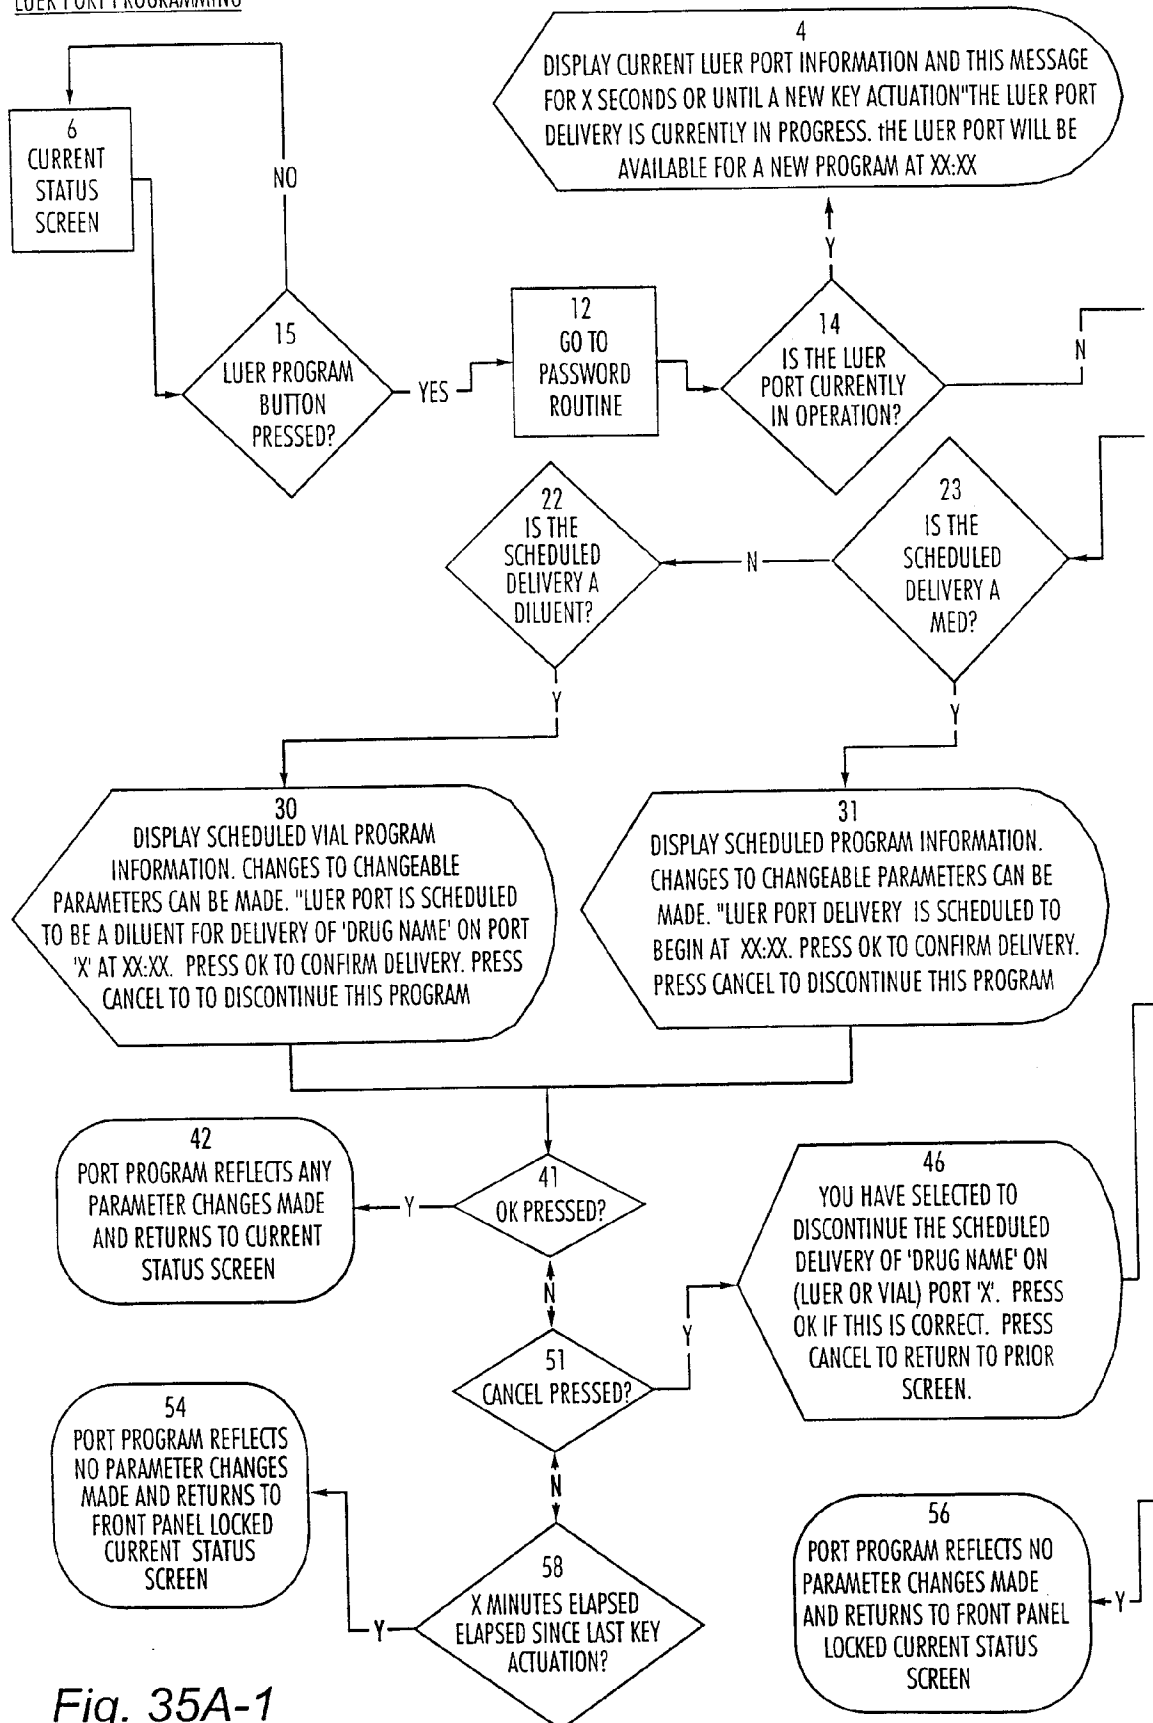 LUER PORT PROGRAMMING
4
DISPLAY CURRENT LUER PORT INFORMATION AND THIS MESSAGE
FOR X SECONDS OR UNTIL A NEW KEY ACTUATION"THE LUER PORT
DELIVERY IS CURRENTLY IN PROGRESS. tHE LUER PORT WILL BE
AVAILABLE FOR A NEW PROGRAM AT XX:XX
6
CURRENT
STATUS
SCREEN
NO
Y
15
LUER PROGRAM
BUTTON
PRESSED?
YES
12
GO TO
PASSWORD
ROUTINE
14
IS THE LUER
PORT CURRENTLY
IN OPERATION?
N
22
IS THE
SCHEDULED
DELIVERY A
DILUENT?
N
23
IS THE
SCHEDULED
DELIVERY A
MED?
Y
Y
30
DISPLAY SCHEDULED VIAL PROGRAM
INFORMATION. CHANGES TO CHANGEABLE
PARAMETERS CAN BE MADE. "LUER PORT IS SCHEDULED
TO BE A DILUENT FOR DELIVERY OF 'DRUG NAME' ON PORT
'X' AT XX:XX. PRESS OK TO CONFIRM DELIVERY. PRESS
CANCEL TO TO DISCONTINUE THIS PROGRAM
31
DISPLAY SCHEDULED PROGRAM INFORMATION.
CHANGES TO CHANGEABLE PARAMETERS CAN BE
MADE. "LUER PORT DELIVERY IS SCHEDULED TO
BEGIN AT XX:XX. PRESS OK TO CONFIRM DELIVERY.
PRESS CANCEL TO DISCONTINUE THIS PROGRAM
42
PORT PROGRAM REFLECTS ANY
PARAMETER CHANGES MADE
AND RETURNS TO CURRENT
STATUS SCREEN
Y
41
OK PRESSED?
N
46
YOU HAVE SELECTED TO
DISCONTINUE THE SCHEDULED
DELIVERY OF 'DRUG NAME' ON
(LUER OR VIAL) PORT 'X'. PRESS
OK IF THIS IS CORRECT. PRESS
CANCEL TO RETURN TO PRIOR
SCREEN.
Y
51
CANCEL PRESSED?
N
54
PORT PROGRAM REFLECTS
NO PARAMETER CHANGES
MADE AND RETURNS TO
FRONT PANEL LOCKED
CURRENT STATUS
SCREEN
Y
58
X MINUTES ELAPSED
ELAPSED SINCE LAST KEY
ACTUATION?
56
PORT PROGRAM REFLECTS NO
PARAMETER CHANGES MADE
AND RETURNS TO FRONT PANEL
LOCKED CURRENT STATUS
SCREEN
Y
Fig. 35A-1